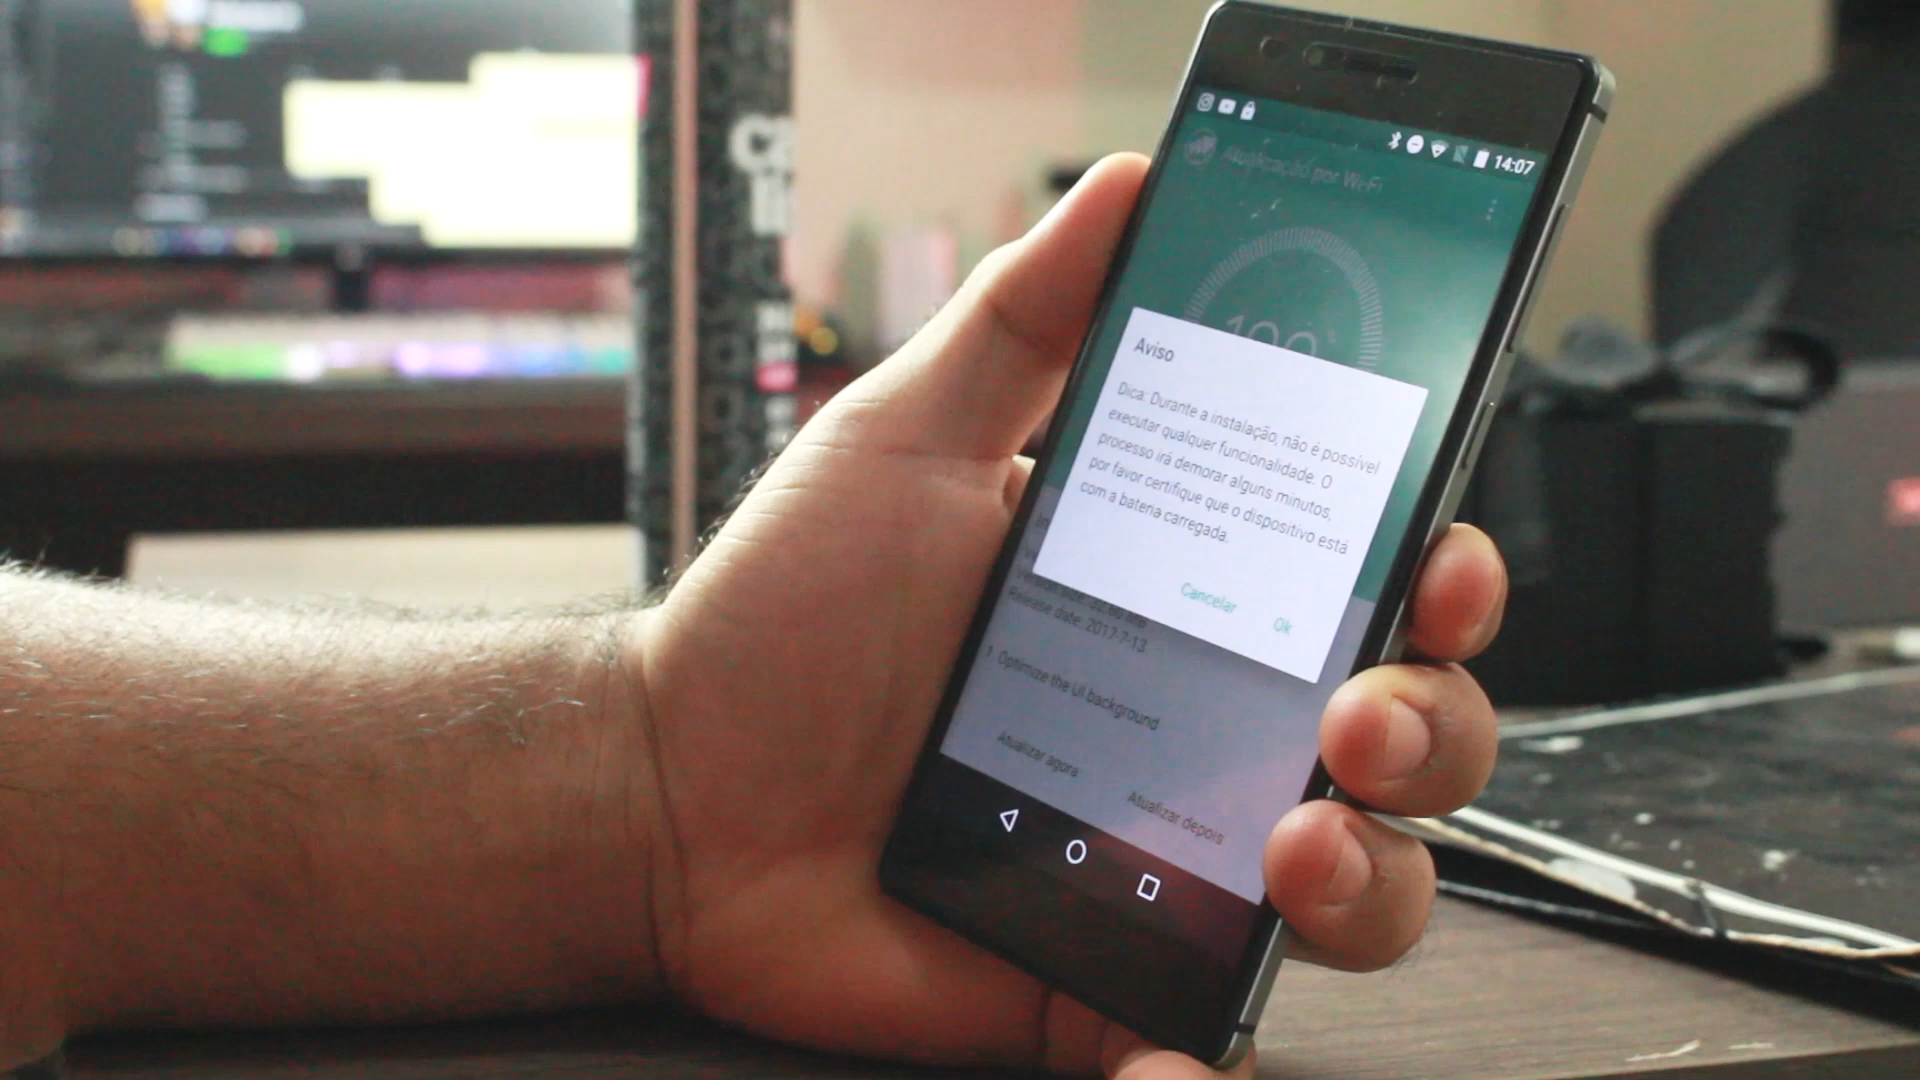 14:07
Atualização por Wi-Fi
100
Aviso
Dica: Durante a instalação, não é possível
executar qualquer funcionalidade. O
processo irá demorar alguns minutos,
por favor certifique que o dispositivo está
com a bateria carregada.
Cancelar
Ok
Release date: 2017-7-13
Optimize the UI background
Atualizar agora
Atualizar depois